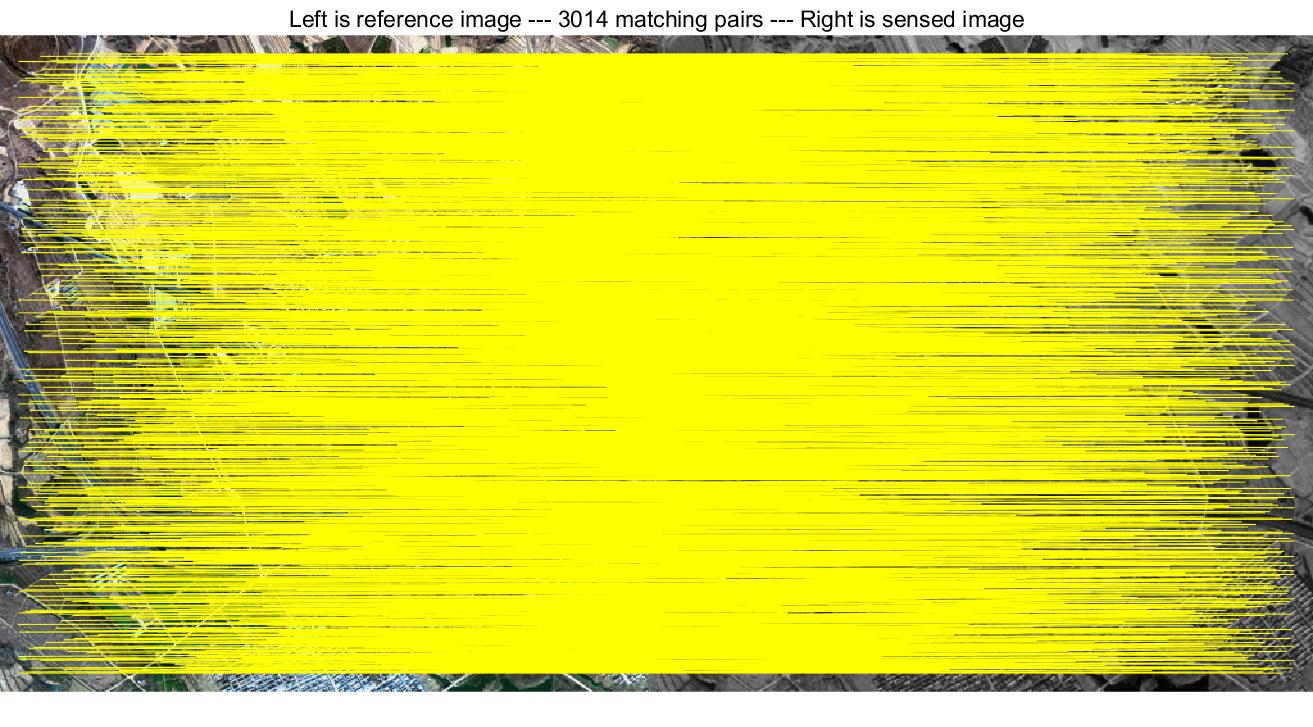 Left is reference image --- 3014 matching pairs --- Right is sensed image